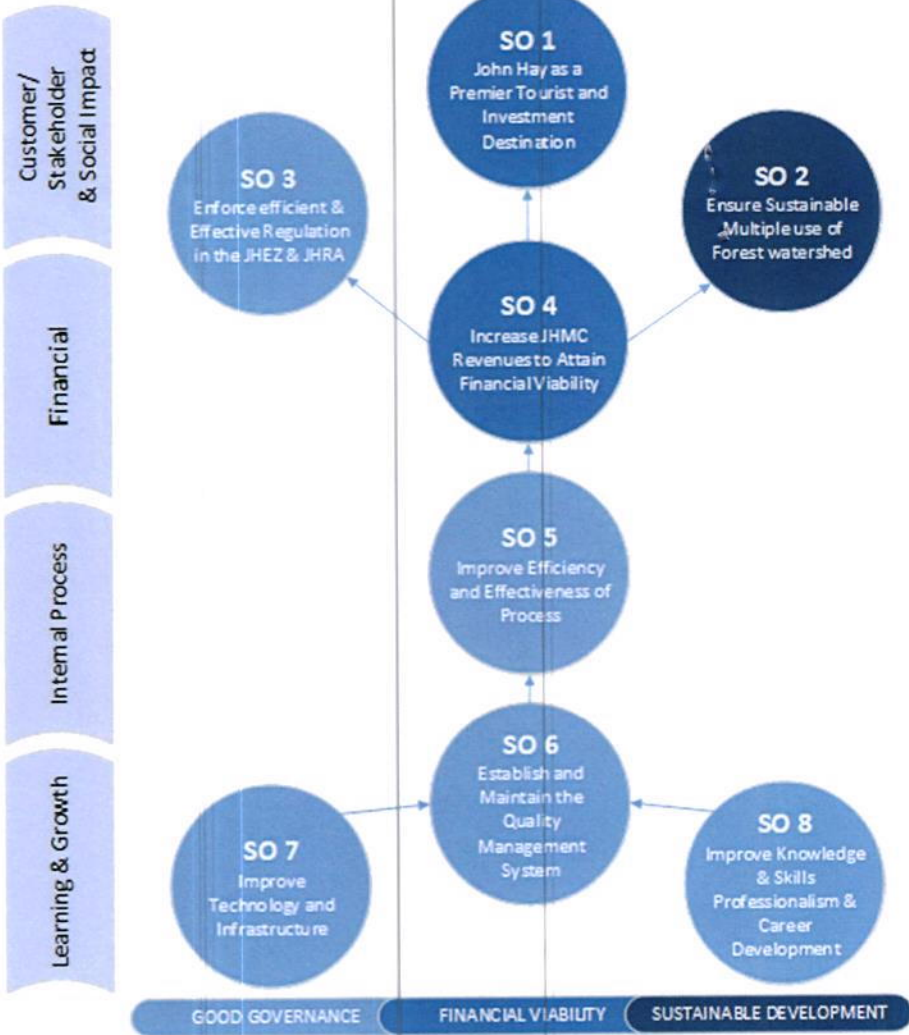 Customer/
Stakeholder
& Social Impact
SO 1
John Hay as a
Premier Tourist and
Investment
Destination
SO 3
Enforce efficient &
Effective Regulation
in the JHEZ & JHRA
SO 2
Ensure Sustainable
Multiple use of
Forest watershed
Financial
SO 4
Increase JHMC
Revenues to Attain
Financial Viability
Internal Process
SO 5
Improve Efficiency
and Effectiveness of
Process
Learning & Growth
SO 6
Establish and
Maintain the
Quality
Management
System
SO 7
Improve
Technology and
Infrastructure
SO 8
Improve Knowledge
& Skills
Professionalism &
Career
Development
GOOD GOVERNANCE
FINANCIAL VIABILITY
SUSTAINABLE DEVELOPMENT